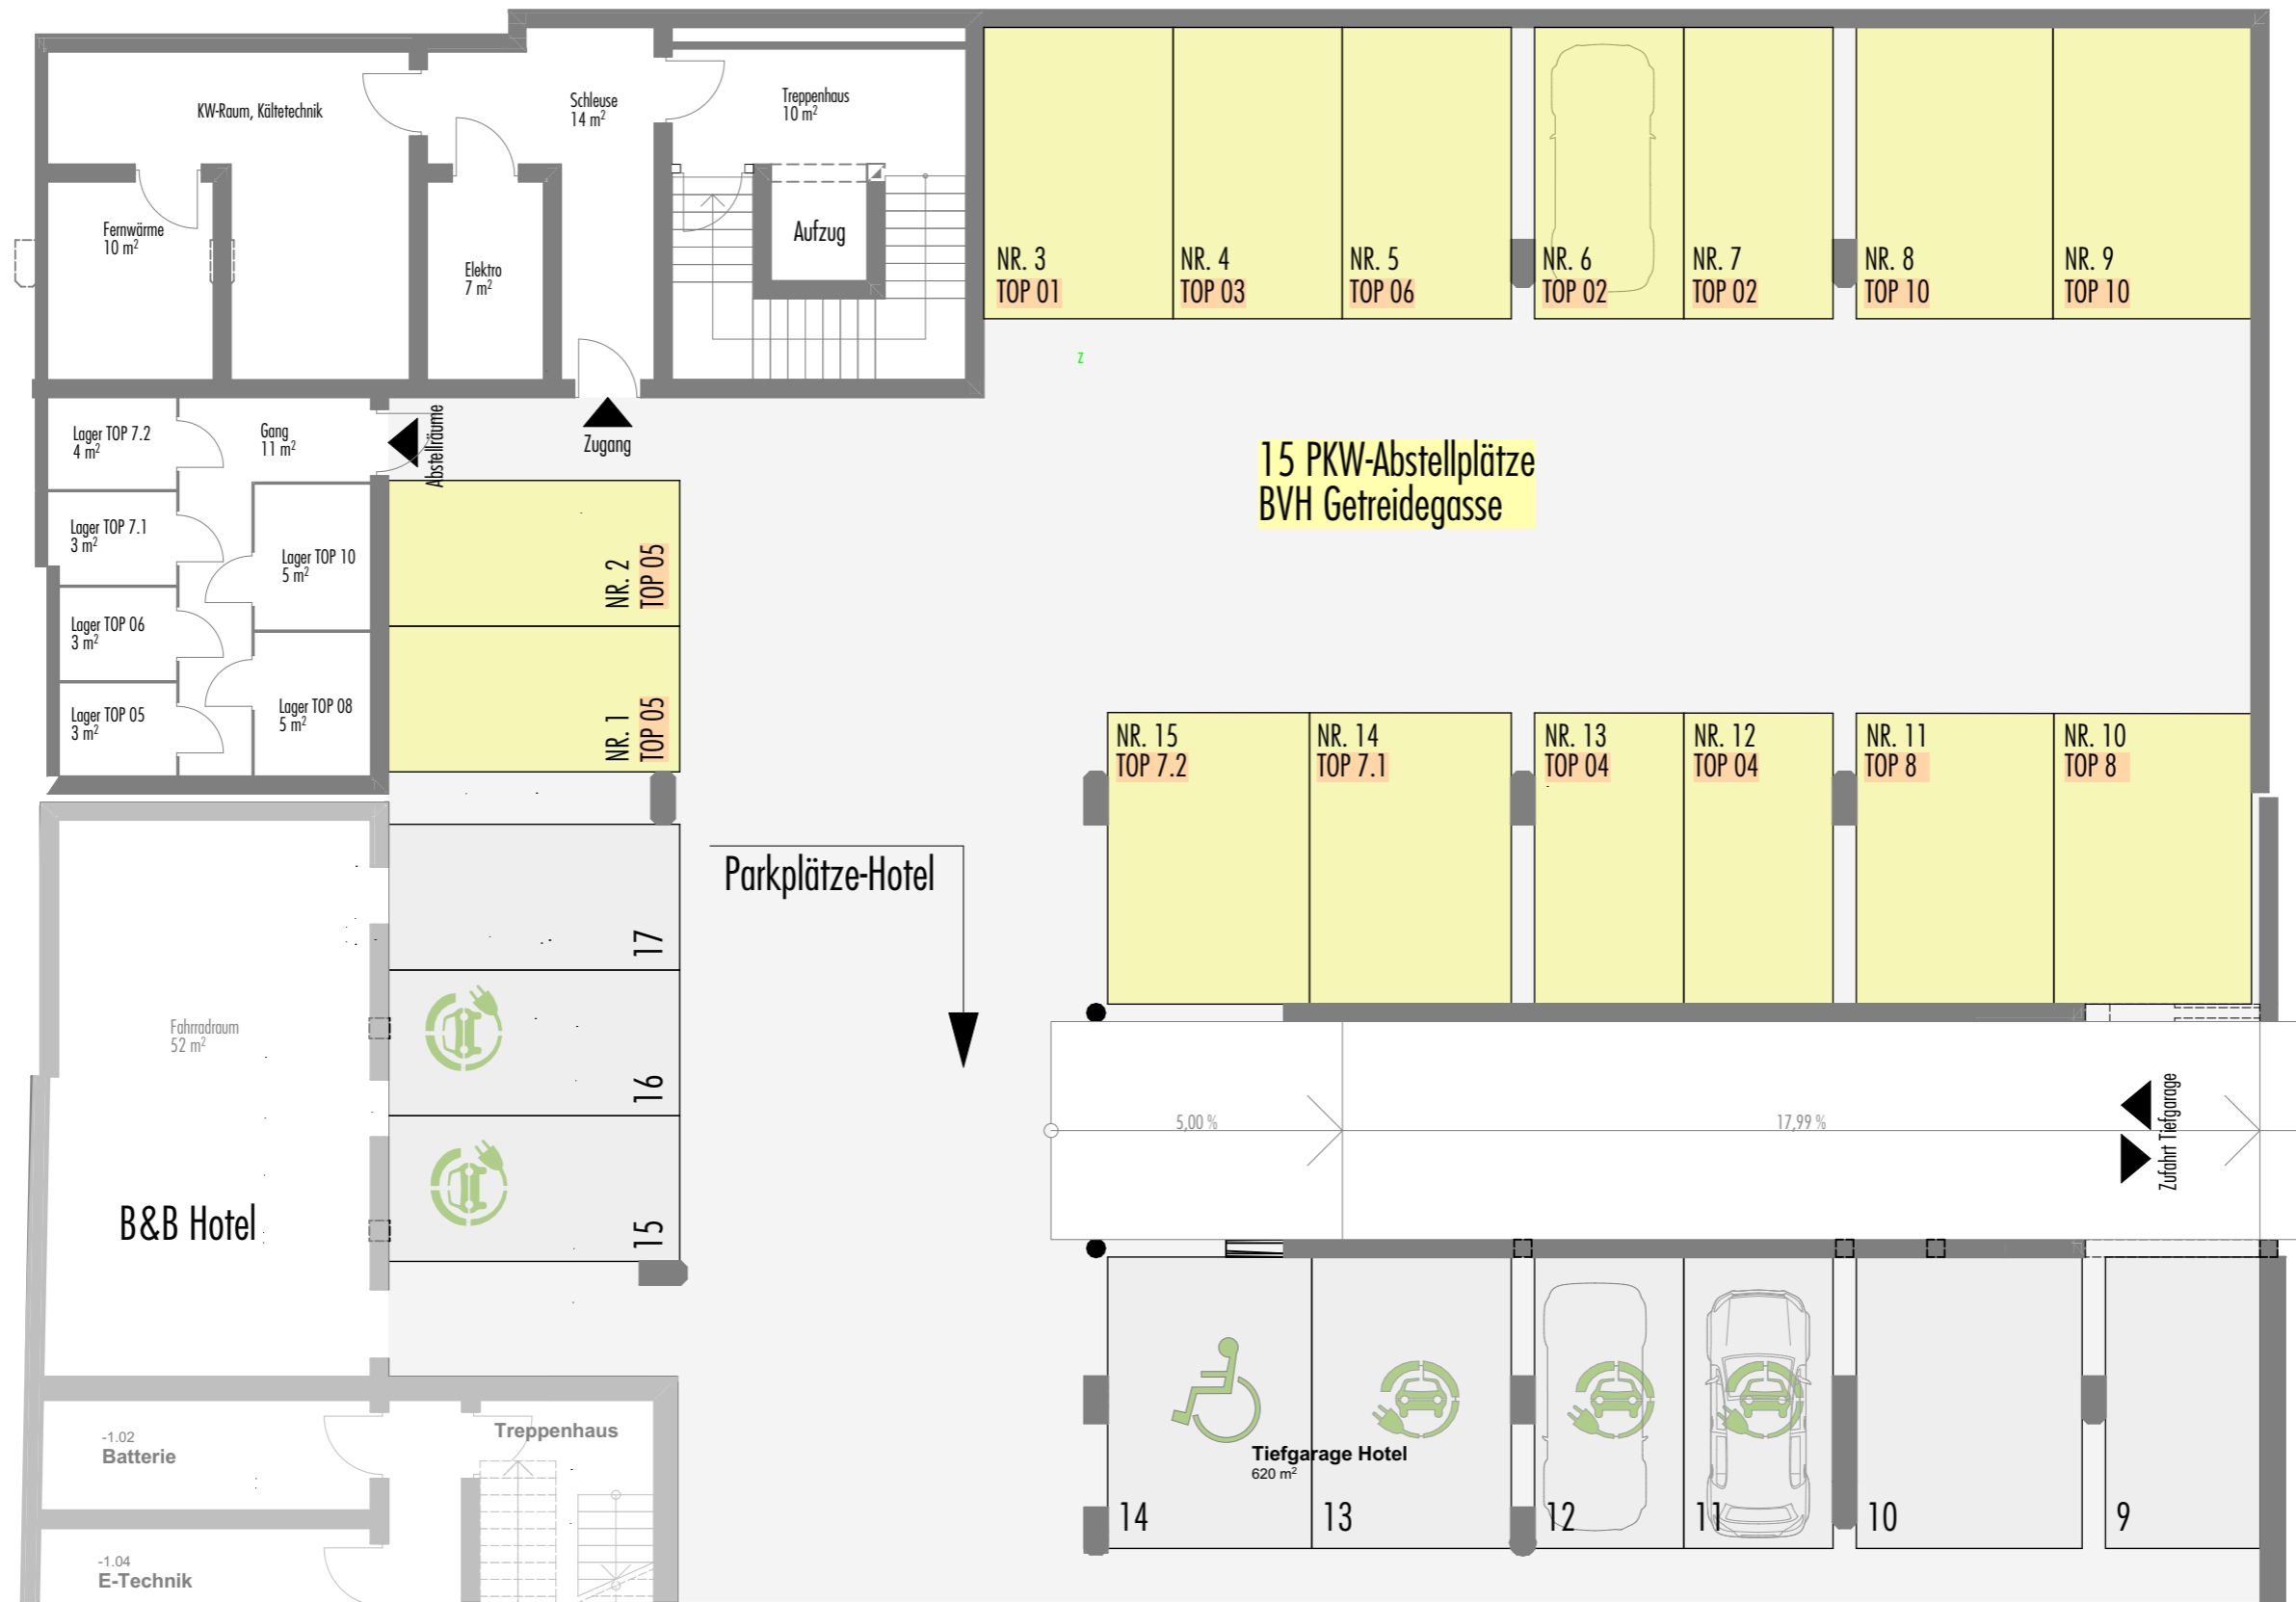 KW-Raum, Kältetechnik
Schleuse
14 m²
Treppenhaus
10 m²
Fernwärme
10 m²
Elektro
7 m²
Aufzug
NR. 3
TOP 01
NR. 4
TOP 03
NR. 5
TOP 06
NR. 6
TOP 02
NR. 7
TOP 02
NR. 8
TOP 10
NR. 9
TOP 10
z
Lager TOP 7.2
4 m²
Gang
11 m²
Abstellräume
Zugang
15 PKW-Abstellplätze
BVH Getreidegasse
Lager TOP 7.1
3 m²
Lager TOP 10
5 m²
NR. 2
TOP 05
Lager TOP 06
3 m²
Lager TOP 05
3 m²
Lager TOP 08
5 m²
NR. 1
TOP 05
NR. 15
TOP 7.2
NR. 14
TOP 7.1
NR. 13
TOP 04
NR. 12
TOP 04
NR. 11
TOP 8
NR. 10
TOP 8
Parkplätze-Hotel
17
Fahrradraum
52 m²
16
5,00 %
17,99 %
Zufahrt Tiefgarage
B&B Hotel
15
-1.02
Batterie
Treppenhaus
Tiefgarage Hotel
620 m²
14
13
12
11
10
9
-1.04
E-Technik